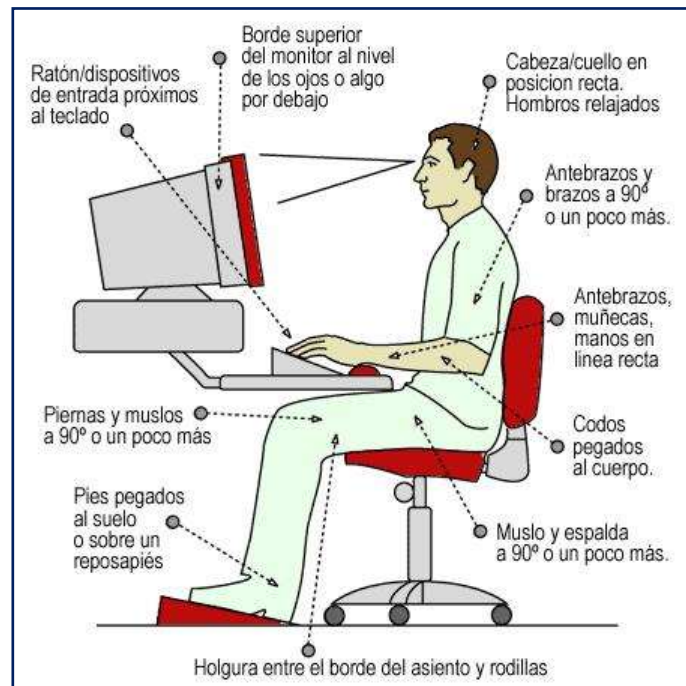 Borde superior
del monitor al nivel
de los ojos o algo
por debajo
Ratón/dispositivos
de entrada próximos
al teclado
Cabeza/cuello en
posicion recta.
Hombros relajados
Antebrazos y
brazos a 90º
o un poco más.
Antebrazos,
muñecas,
manos en
linea recta
Piernas y muslos
a 90º o un poco más
Codos
pegados
al cuerpo.
Pies pegados
al suelo
o sobre un
reposapiés
Muslo y espalda
a 90º o un poco más.
Holgura entre el borde del asiento y rodillas